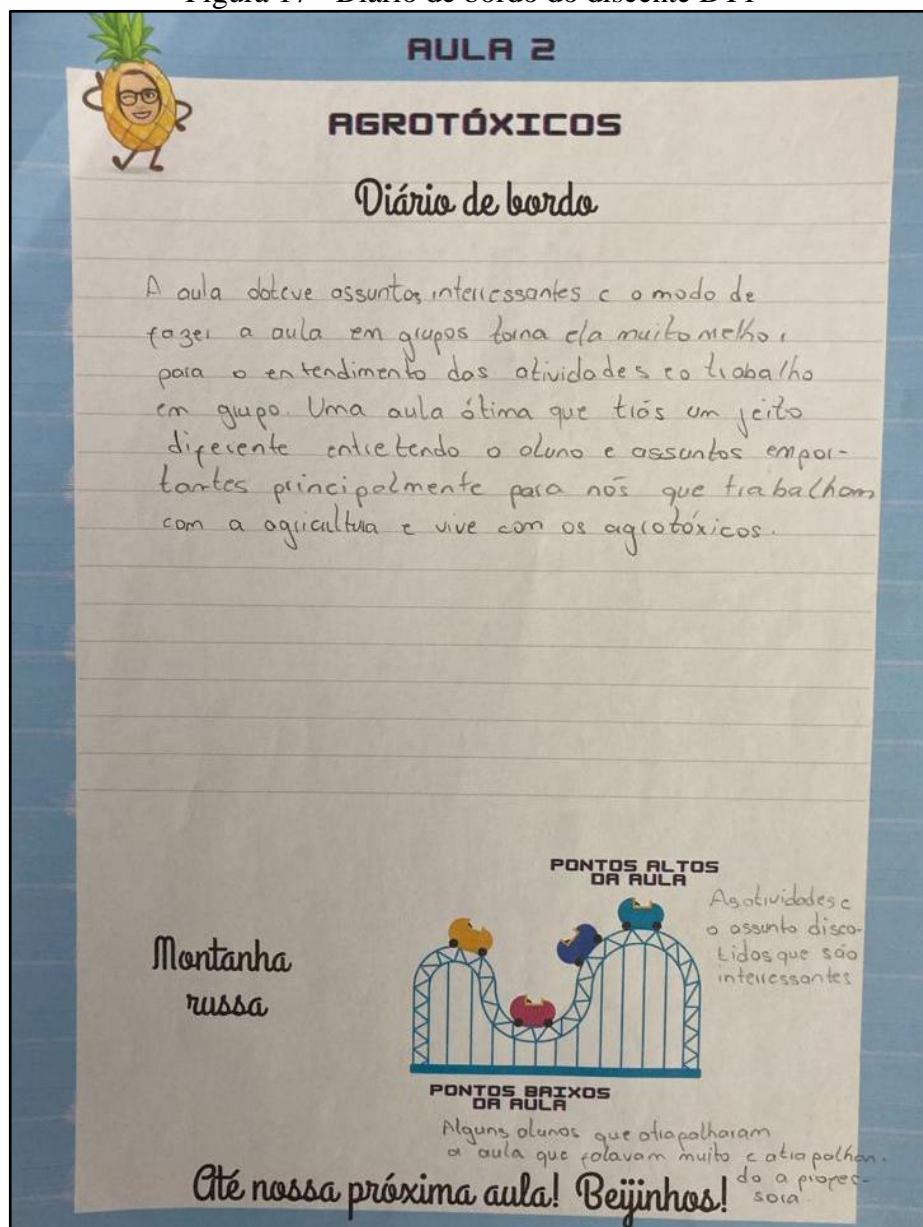 Figura 17 - Diário de bordo do discente D11
AULA 2
AGROTÓXICOS
Diário de bordo
A aula doteve assuntos interressantes e o modo de
fazer a aula em grupos torna ela muito melhor
para o entendimento das atividades e o trabalho
em grupo. Uma aula ótima que trás um jeito
diferente entretendo o aluno e assuntos empor-
tantes principalmente para nós que trabalham
com a agricultura e vive com os agrotóxicos.
PONTOS ALTOS
DA AULA
As atividades e
o assunto disco-
tidos que são
interressantes
Montanha
russa
PONTOS BAIXOS
DA AULA
Alguns alunos que atrapalharam
a aula que falavam muito e atrapalhan-
do a profes-
sora
Até nossa próxima aula! Beijinhos!